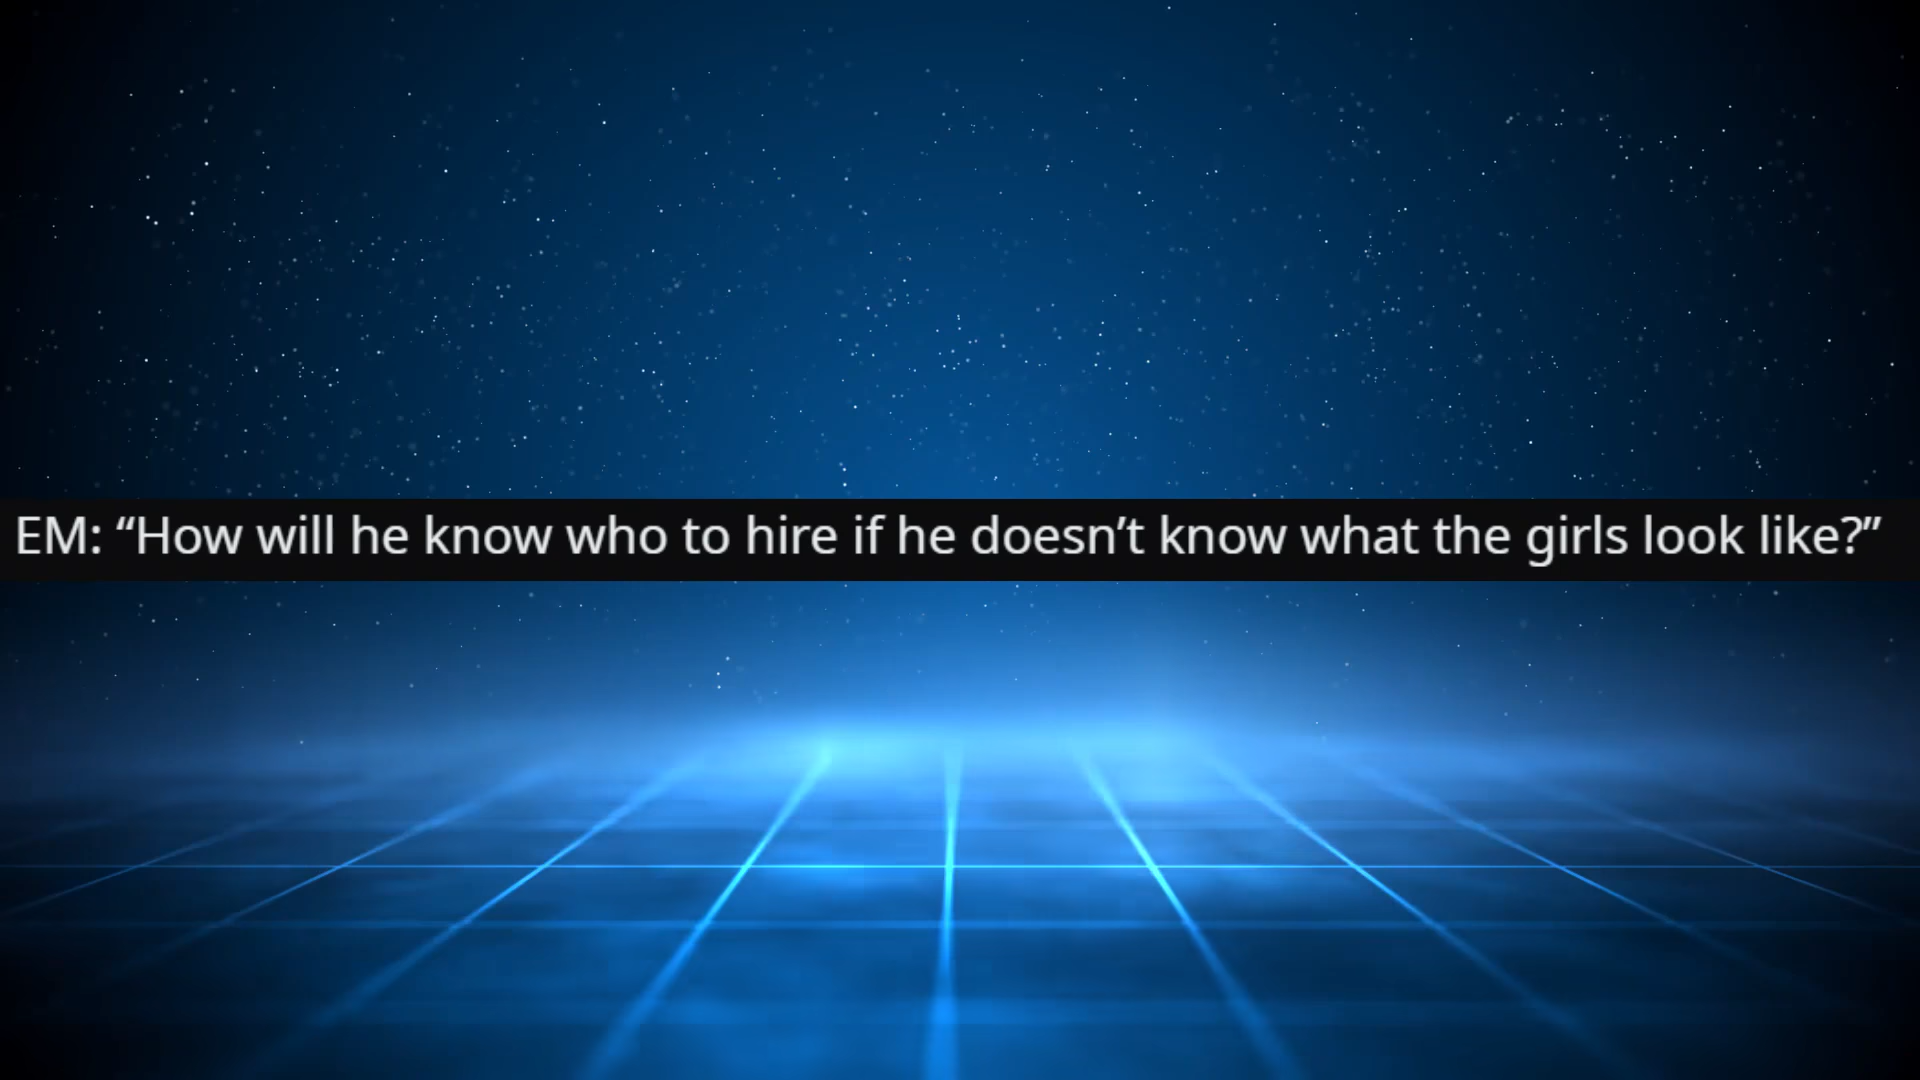 EM: “How will he know who to hire if he doesn’t know what the girls look like?”